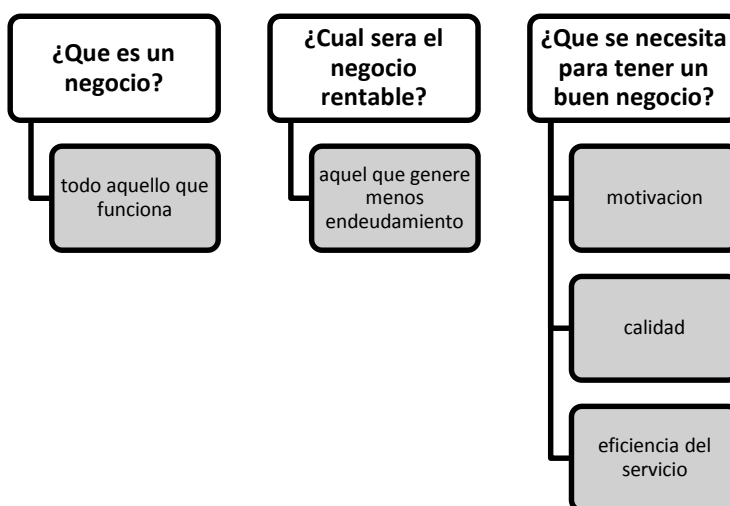 ¿Que es un
negocio?
todo aquello que
funciona
¿Cual sera el
negocio
rentable?
aquel que genere
menos
endeudamiento
¿Que se necesita
para tener un
buen negocio?
motivacion
calidad
eficiencia del
servicio